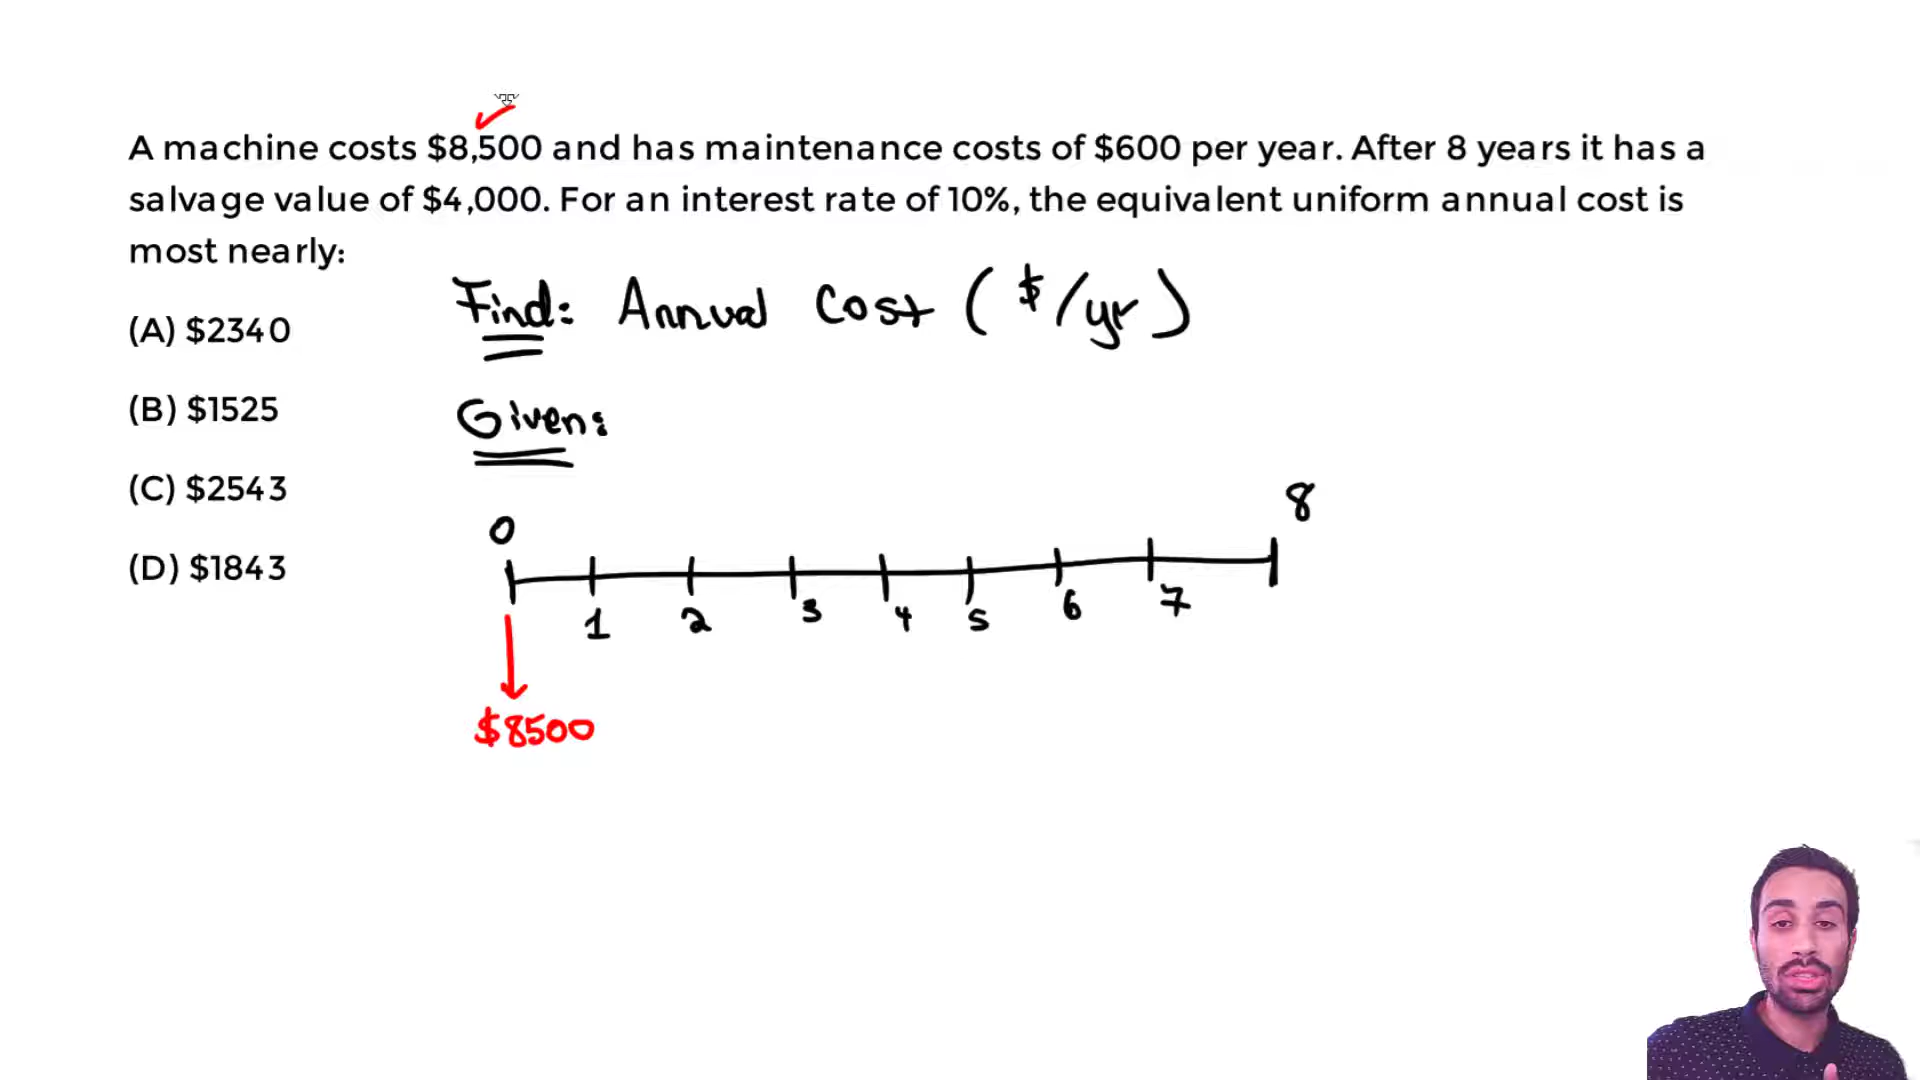 A machine costs $8,500 and has maintenance costs of $600 per year. After 8 years it has a
salvage value of $4,000. For an interest rate of 10%, the equivalent uniform annual cost is
most nearly:
Find: Annual Cost ($/yr)
(A) $2340
Given:
(B) $1525
(C) $2543
(D) $1843
0 8
1 2 3 4 5 6 7
$8500